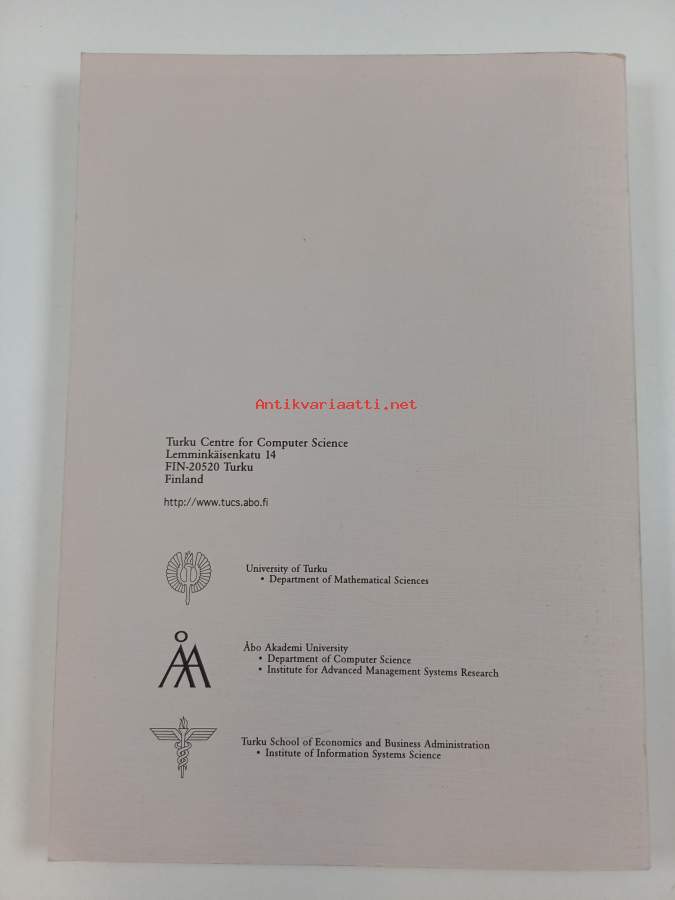 Antikvariaatti.net
Turku Centre for Computer Science
Lemminkäisenkatu 14
FIN-20520 Turku
Finland
http://www.tucs.abo.fi
University of Turku
• Department of Mathematical Sciences
Åbo Akademi University
• Department of Computer Science
• Institute for Advanced Management Systems Research
Turku School of Economics and Business Administration
• Institute of Information Systems Science